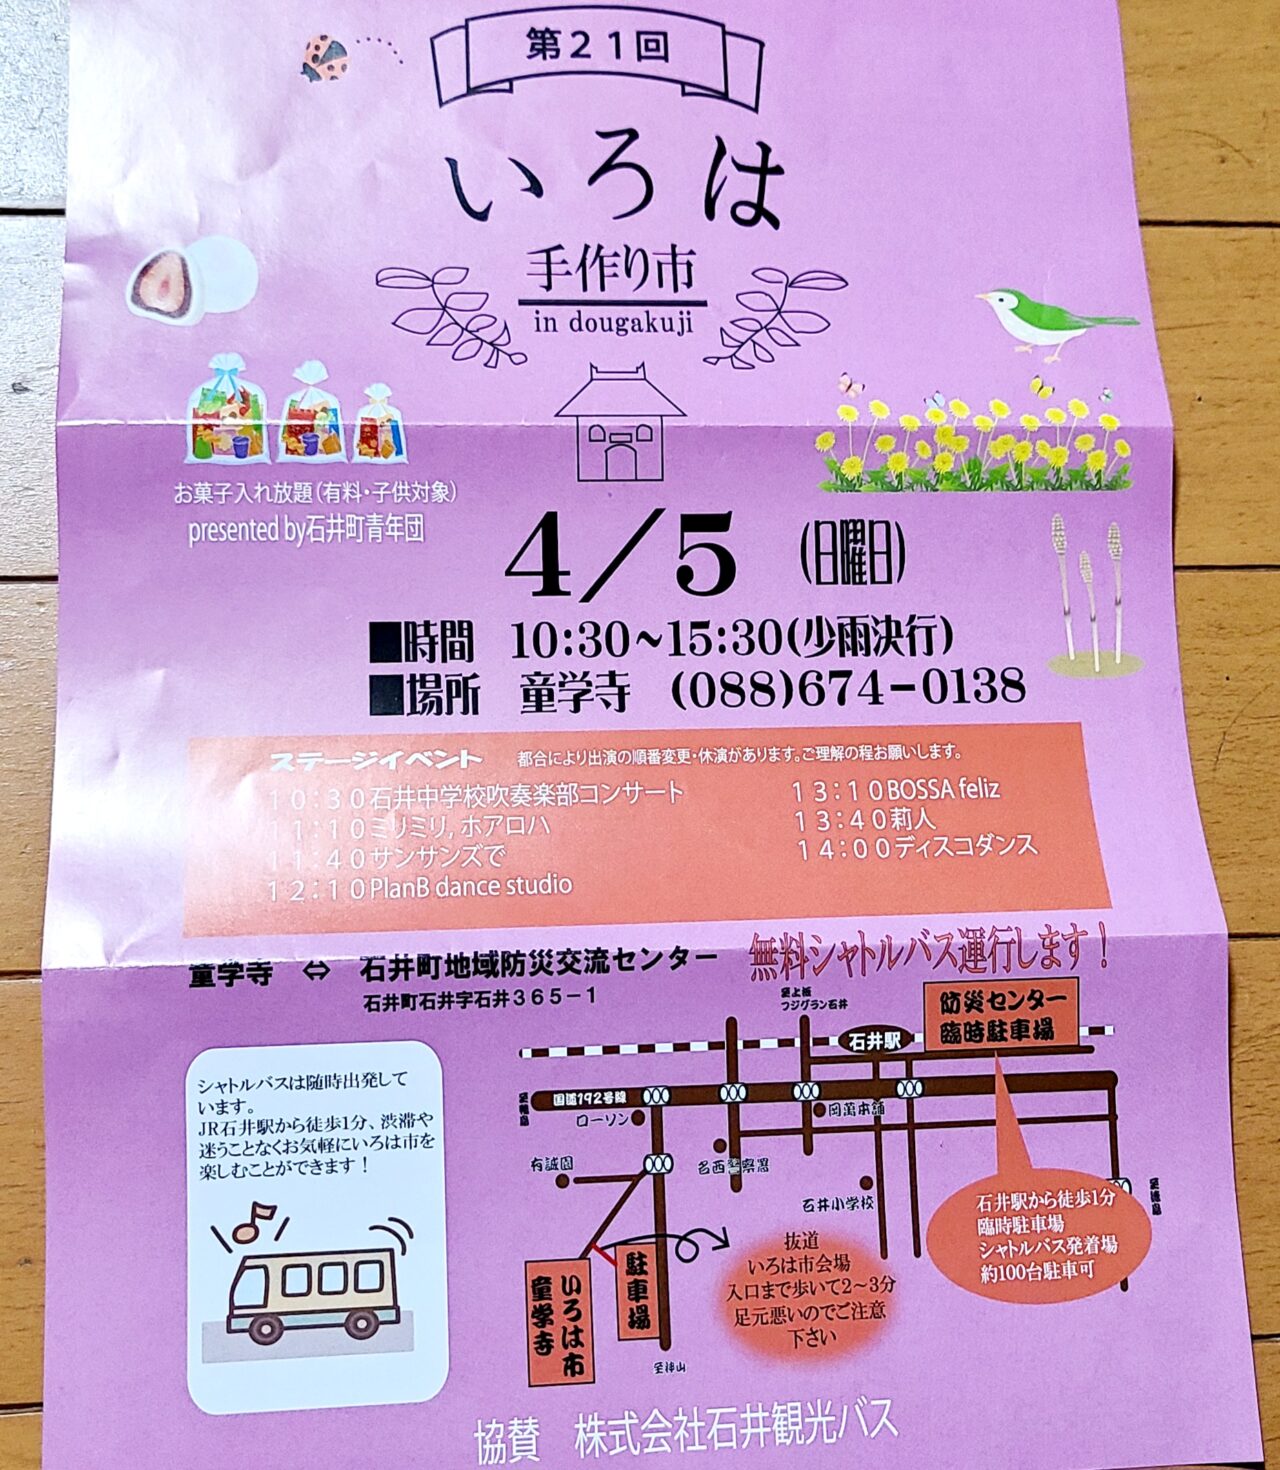 第21回
いろは
手作り市
in dougakuji
お菓子入れ放題(有料・子供対象)
presented by石井町青年団
4／5 (日曜日)
■時間 10:30～15:30(少雨決行)
■場所 童学寺 (088)674-0138
ステージイベント 都合により出演の順番変更・休演があります。ご理解の程お願いします。
10:30石井中学校吹奏楽部コンサート
11:10ミリミリ,ホアロハ
11:40サンサンズで
12:10PlanB dance studio
13:10BOSSA feliz
13:40莉人
14:00ディスコダンス
童学寺 ⇔ 石井町地域防災交流センター 無料シャトルバス運行します！
石井町石井字石井365-1
シャトルバスは随時出発して
います。
JR石井駅から徒歩1分、渋滞や
迷うことなくお気軽にいろは市を
楽しむことができます！
至上板
フジグラン石井
石井駅
防災センター
臨時駐車場
国道192号線
至鴨島
ローソン
岡萬本舗
有誠園
名西警察署
石井小学校
至徳島
石井駅から徒歩1分
臨時駐車場
シャトルバス発着場
約100台駐車可
抜道
いろは市会場
入口まで歩いて2～3分
足元悪いのでご注意
下さい
駐車場
いろは市
童学寺
至神山
協賛 株式会社石井観光バス